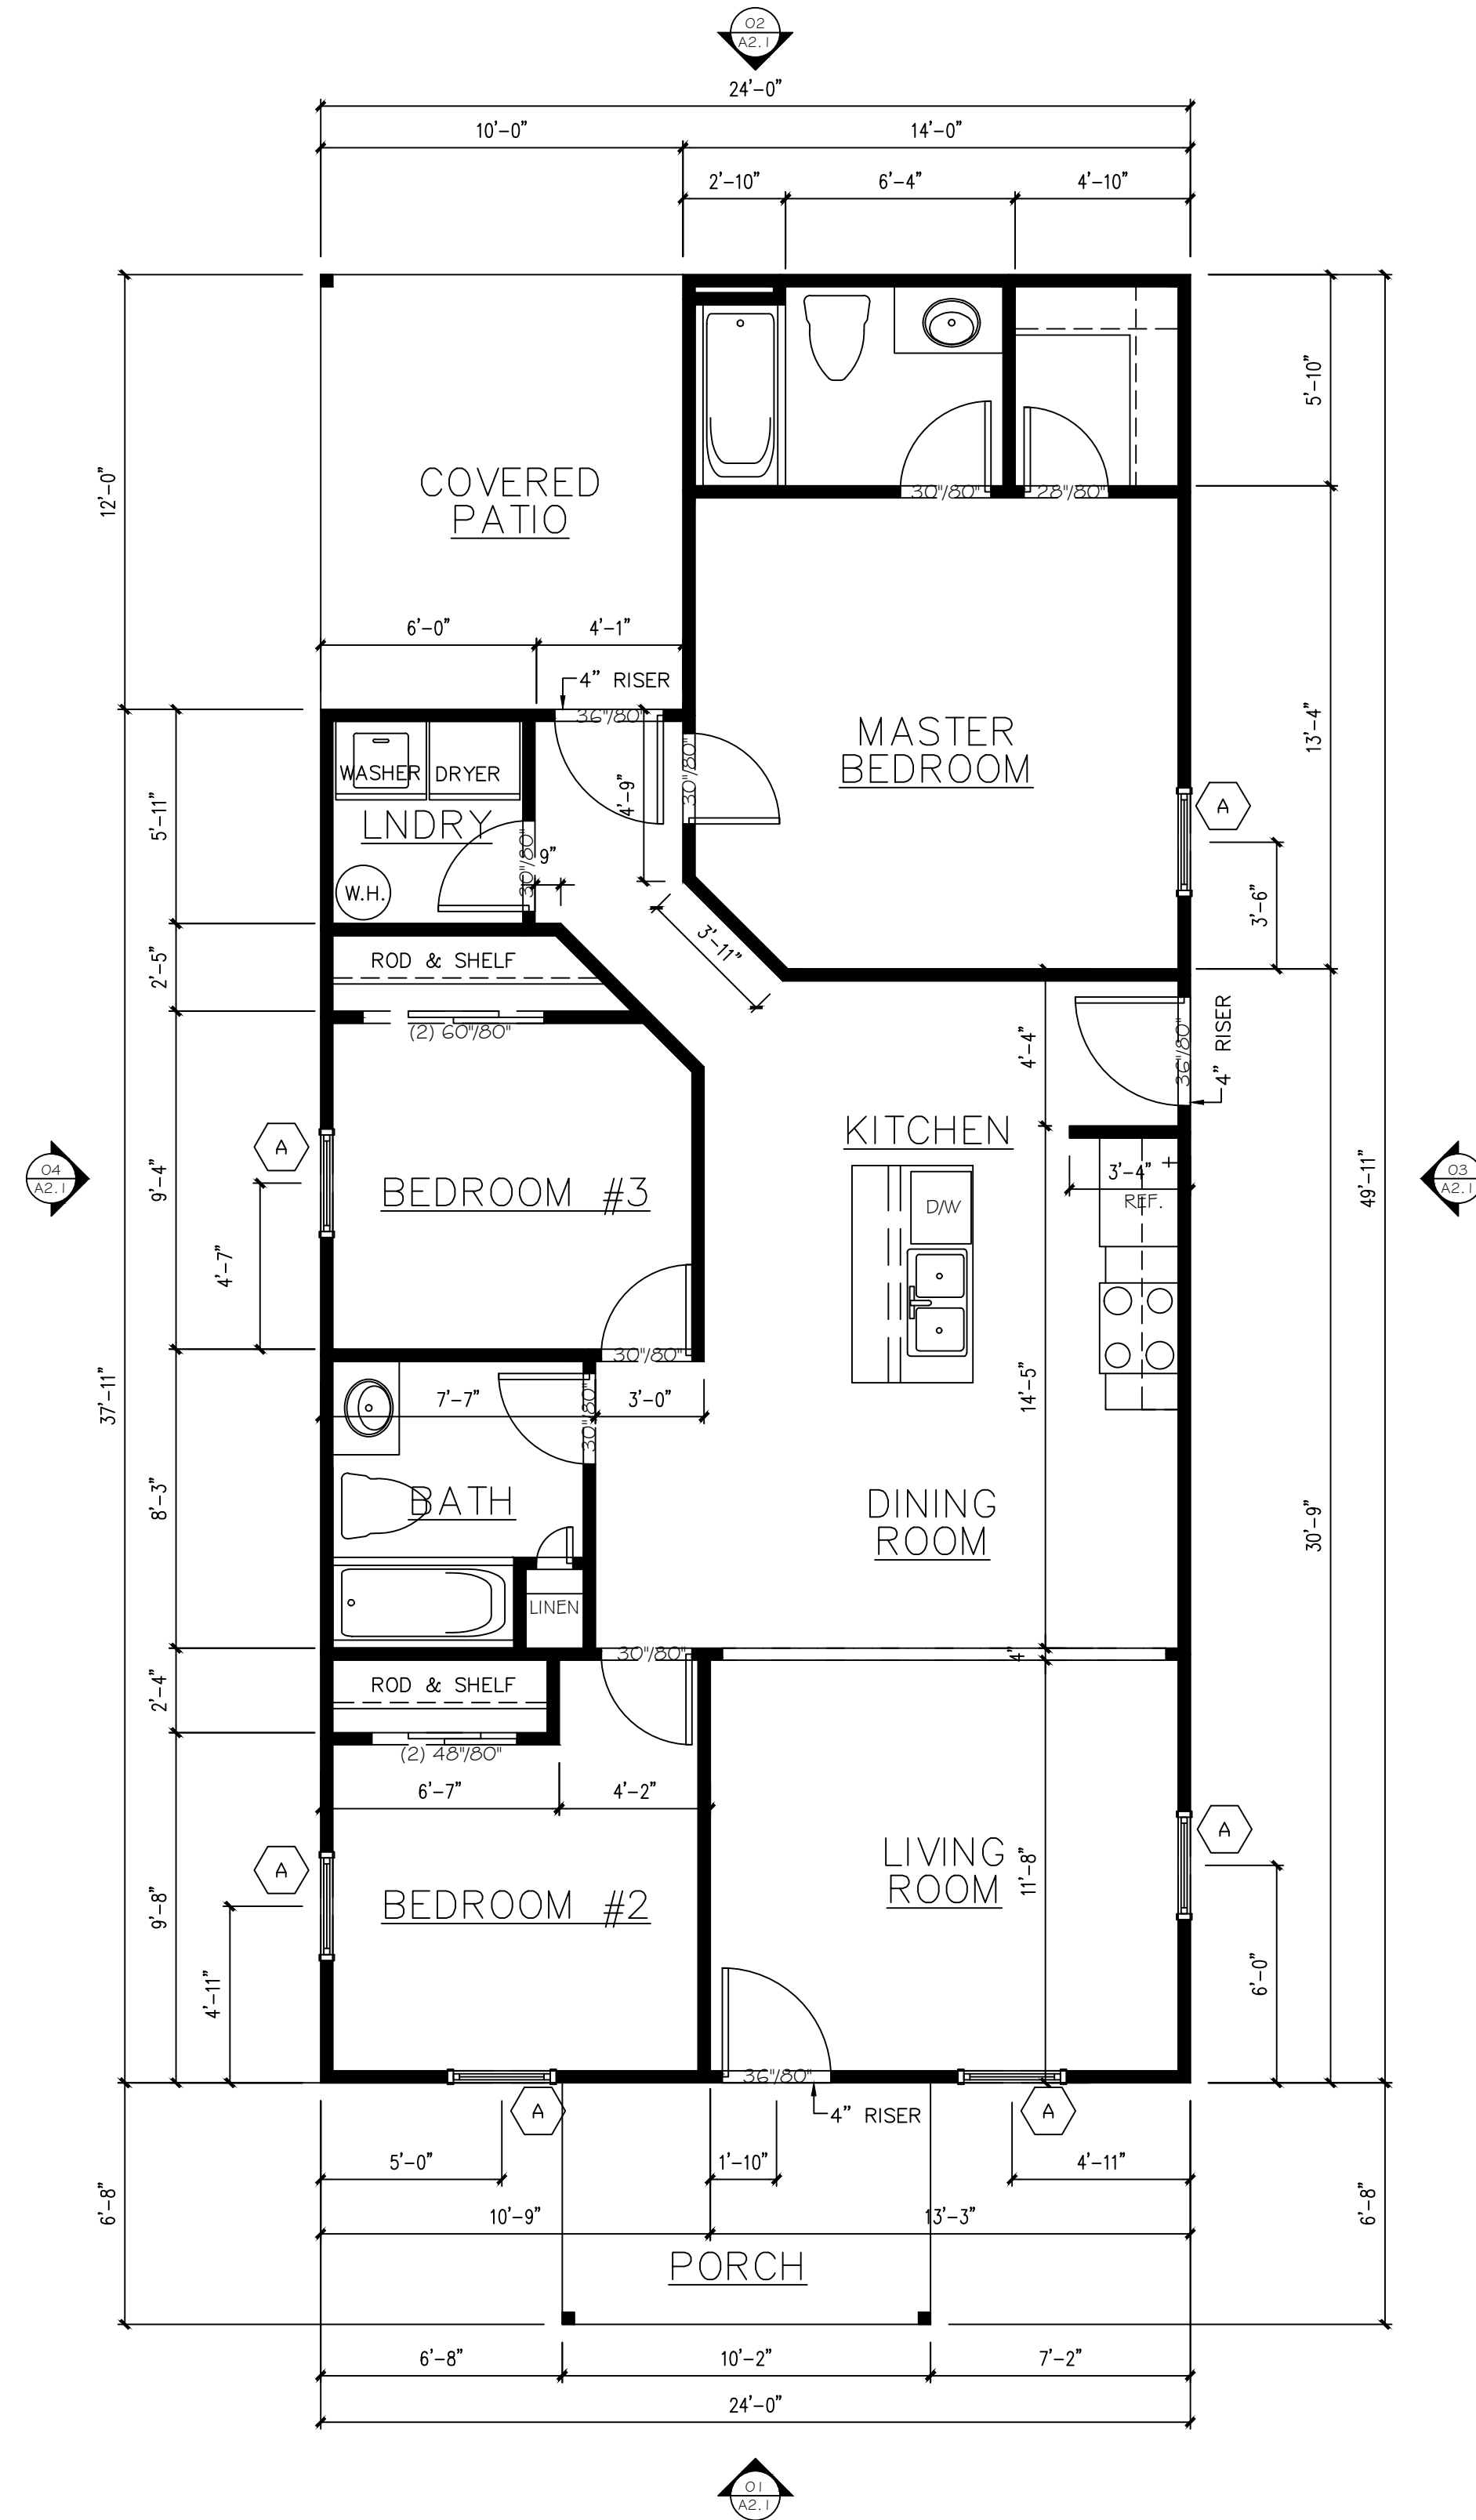 02
A2.1
24'-0"
10'-0"
14'-0"
2'-10"
6'-4"
4'-10"
5'-10"
12'-0"
COVERED
PATIO
30"/80"
28"/80"
6'-0"
4'-1"
4" RISER
36"/80"
MASTER
BEDROOM
13'-4"
30"/80"
WASHER
DRYER
4'-9"
A
5'-11"
LNDRY
30"/80"
9"
W.H.
3'-6"
3'-11"
2'-5"
ROD & SHELF
(2) 60"/80"
4'-4"
36"/80"
4" RISER
KITCHEN
A
04
A2.1
9'-4"
BEDROOM #3
D/W
3'-4"
REF.
49'-11"
03
A2.1
4'-7"
30"/80"
37'-11"
7'-7"
3'-0"
30"/80"
14'-5"
8'-3"
BATH
DINING
ROOM
30'-9"
LINEN
30"/80"
4"
2'-4"
ROD & SHELF
(2) 48"/80"
6'-7"
4'-2"
A
A
LIVING
ROOM
11'-8"
9'-8"
BEDROOM #2
4'-11"
6'-0"
36"/80"
A
4" RISER
A
5'-0"
1'-10"
4'-11"
6'-8"
10'-9"
13'-3"
6'-8"
PORCH
6'-8"
10'-2"
7'-2"
24'-0"
01
A2.1